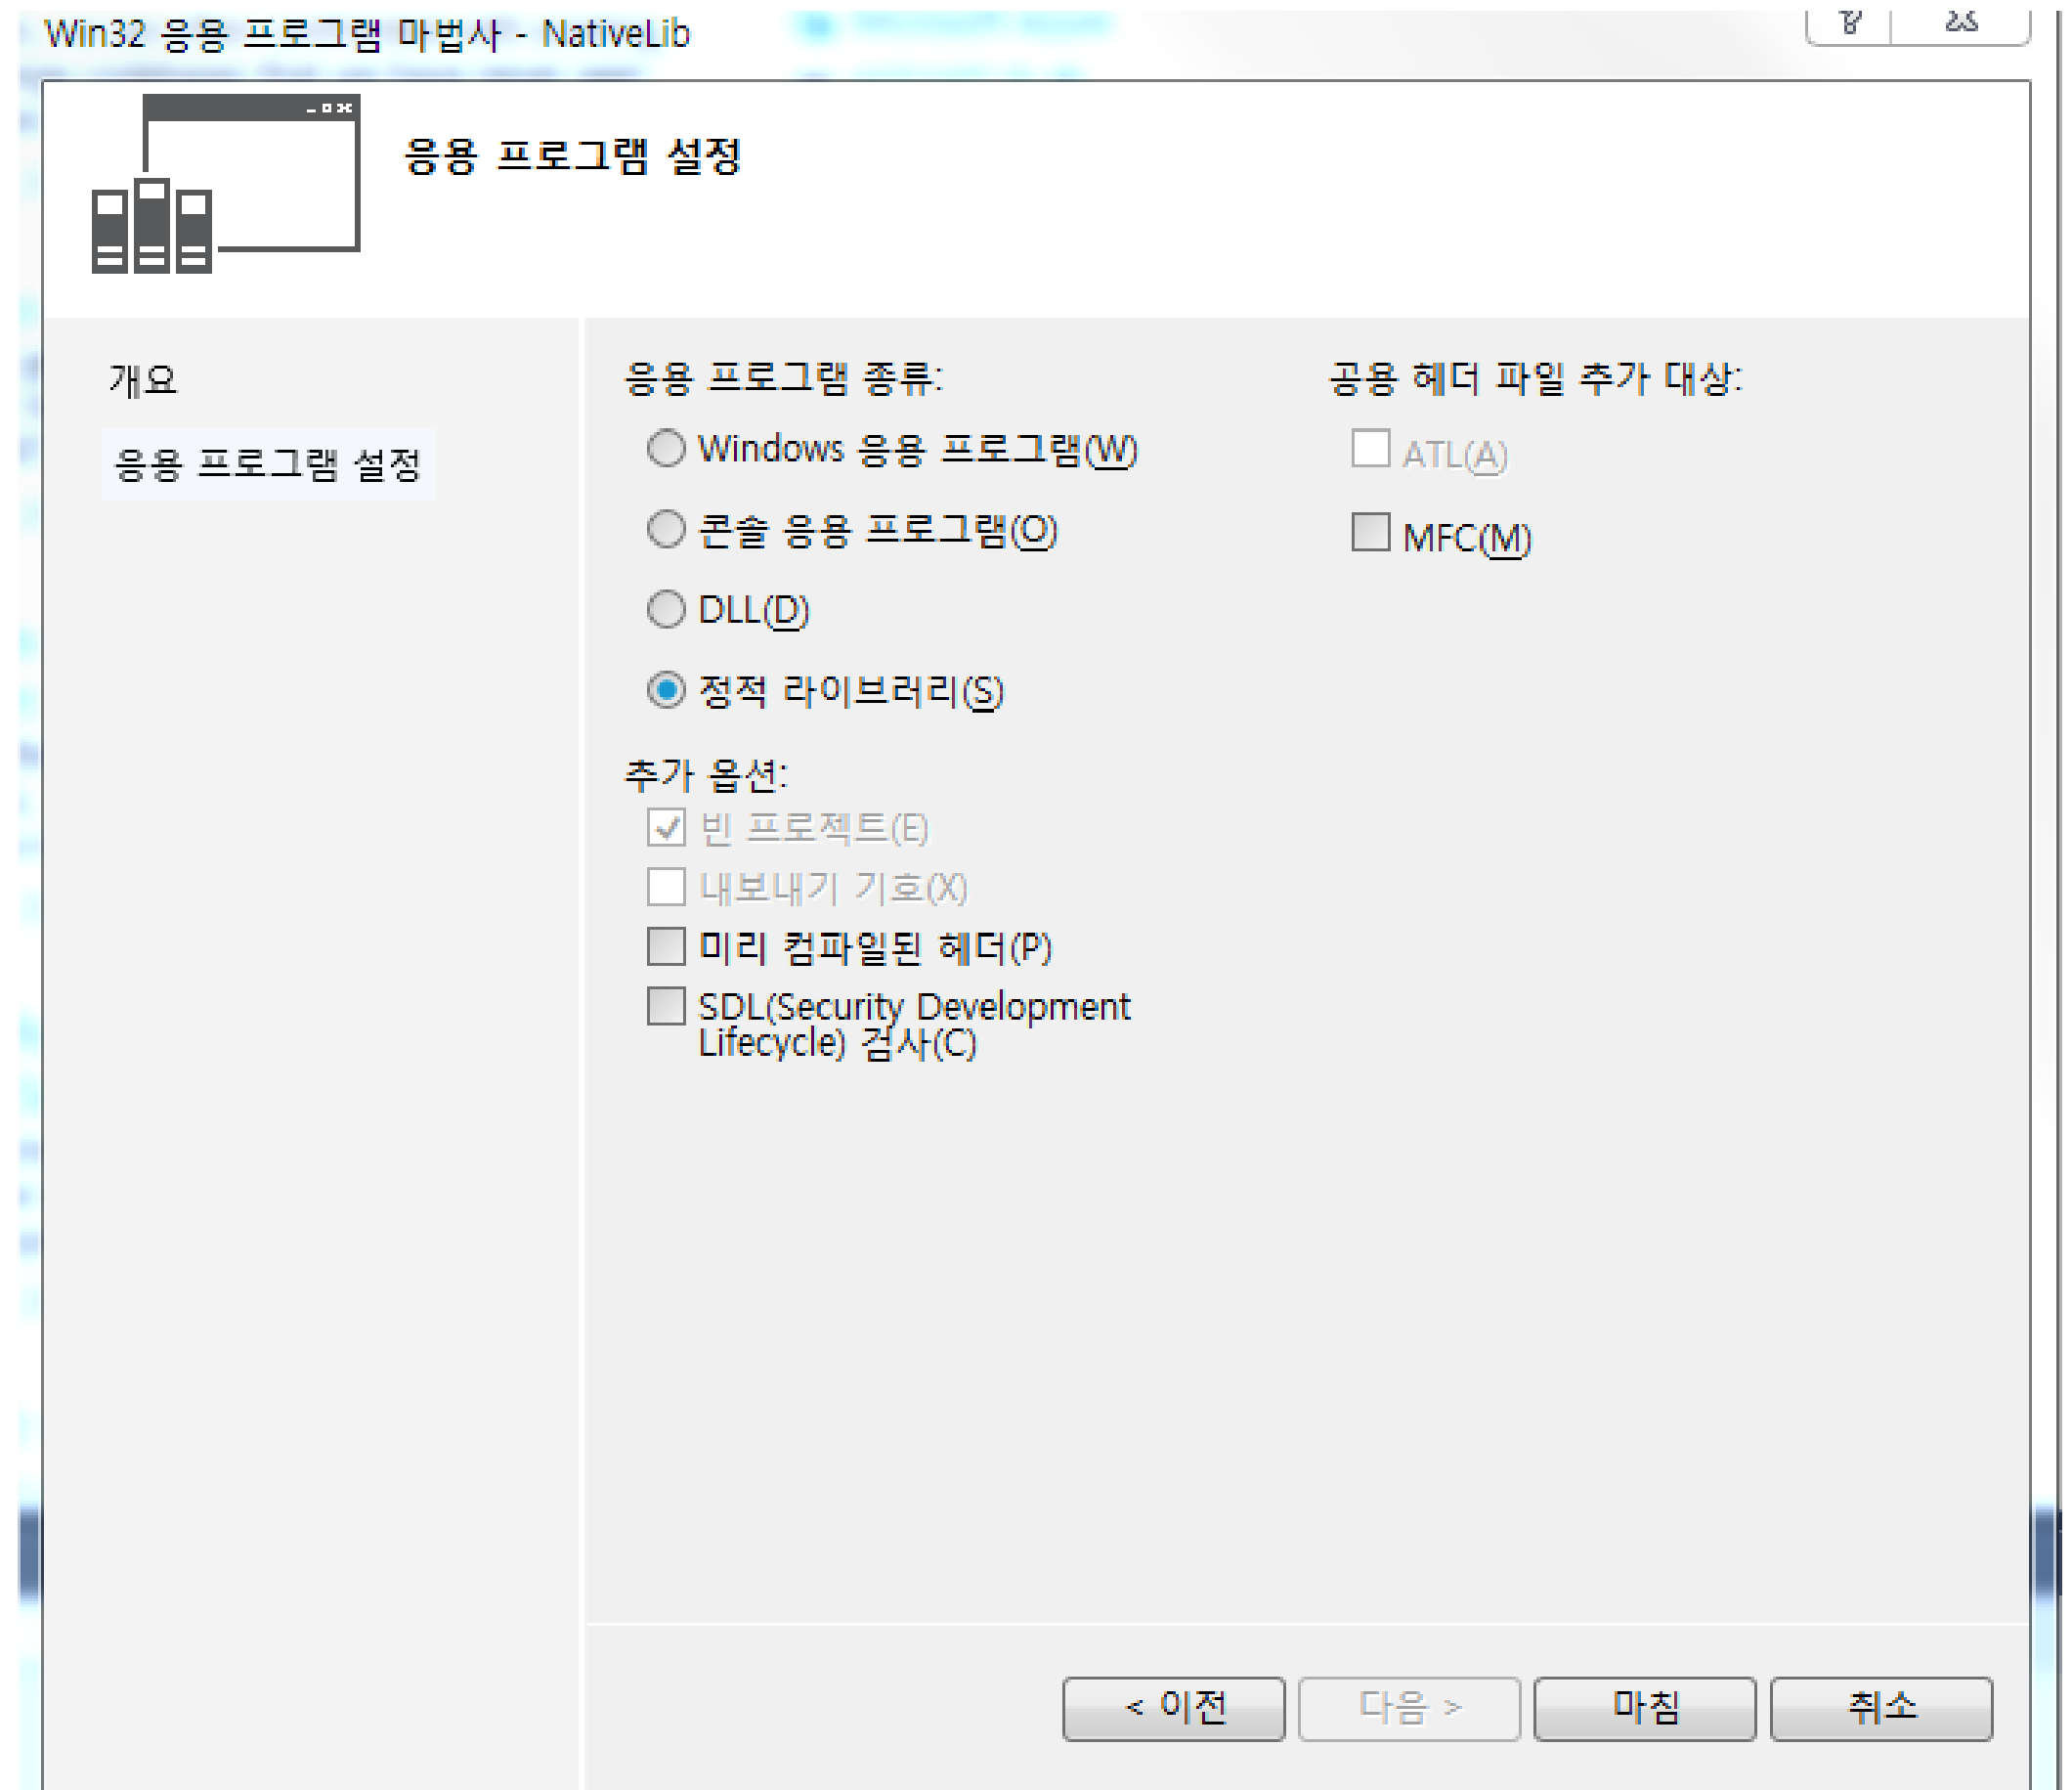 Win32 응용 프로그램 마법사 - NativeLib
응용 프로그램 설정
개요
응용 프로그램 설정
응용 프로그램 종류:
Windows 응용 프로그램(W)
콘솔 응용 프로그램(O)
DLL(D)
정적 라이브러리(S)
추가 옵션:
빈 프로젝트(E)
내보내기 기호(X)
미리 컴파일된 헤더(P)
SDL(Security Development
Lifecycle) 검사(C)
공용 헤더 파일 추가 대상:
ATL(A)
MFC(M)
< 이전
다음 >
마침
취소